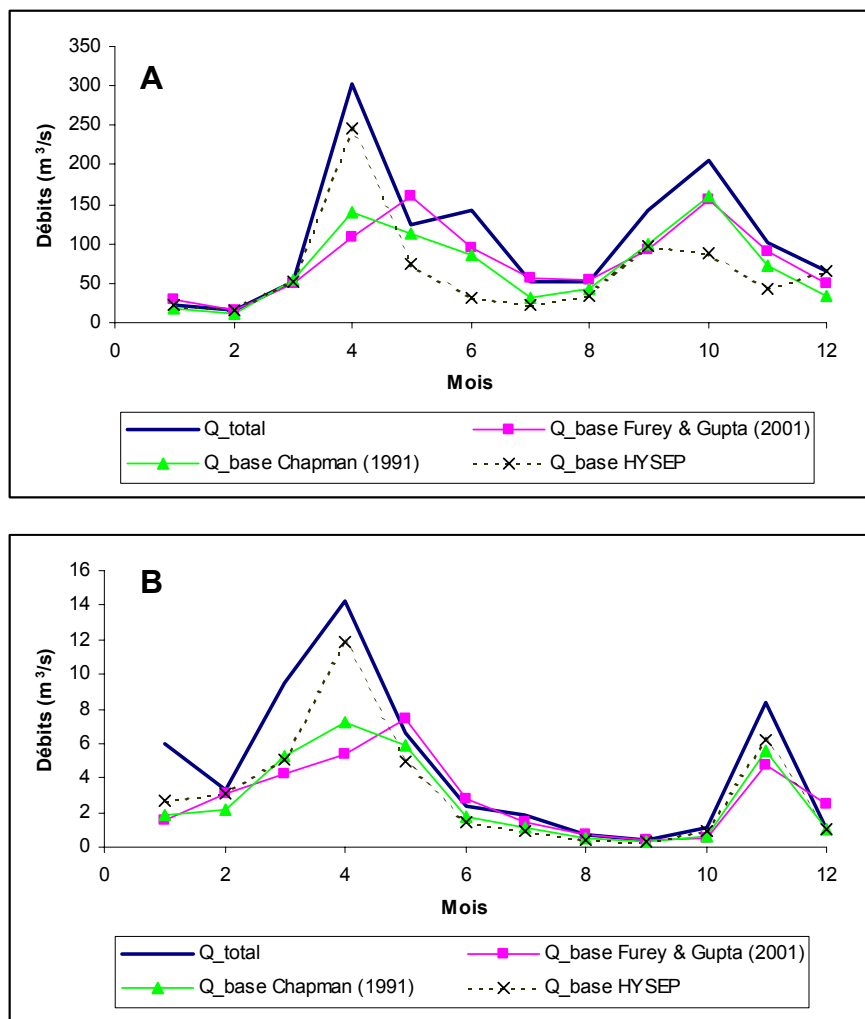 A
350
300
250
200
150
100
50
0
Débits (m³/s)
0 2 4 6 8 10 12
Mois
Q_total
Q_base Furey & Gupta (2001)
Q_base Chapman (1991)
Q_base HYSEP
B
16
14
12
10
8
6
4
2
0
Débits (m³/s)
0 2 4 6 8 10 12
Mois
Q_total
Q_base Furey & Gupta (2001)
Q_base Chapman (1991)
Q_base HYSEP